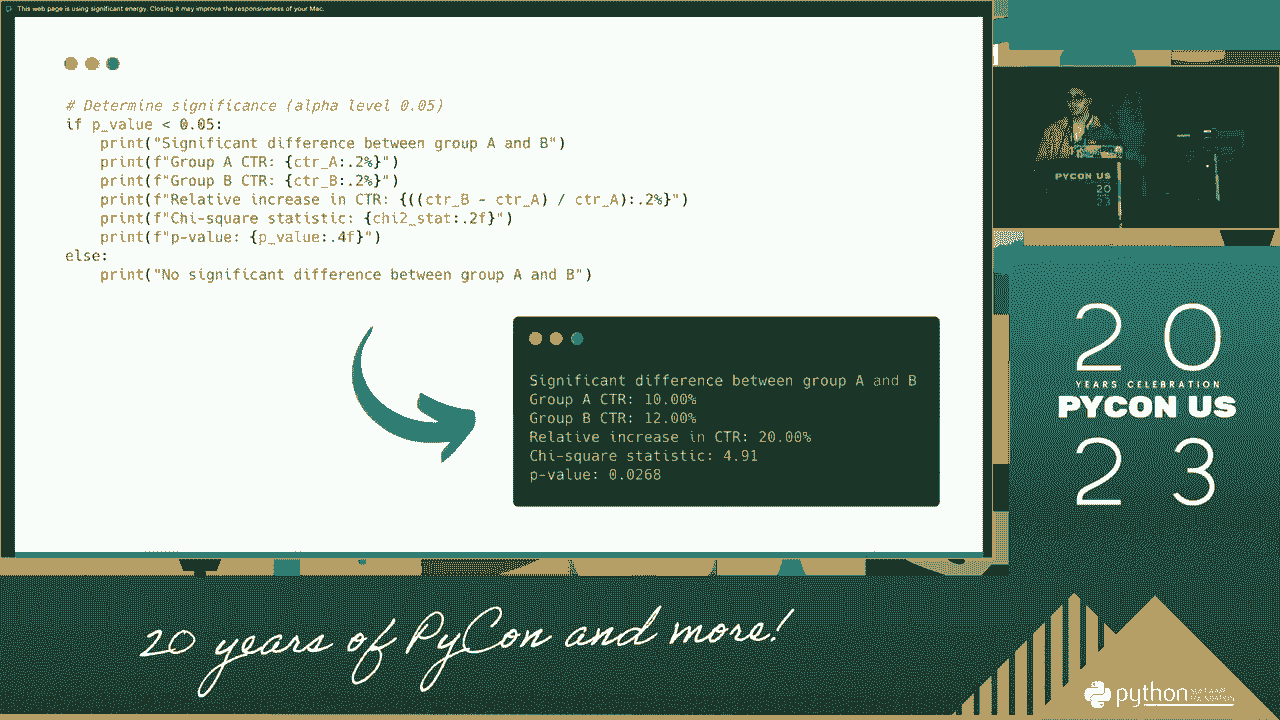 This web page is using significant energy. Closing it may improve the responsiveness of your Mac.
# Determine significance (alpha level 0.05)
if p_value < 0.05:
    print("Significant difference between group A and B")
    print(f"Group A CTR: {ctr_A:.2%}")
    print(f"Group B CTR: {ctr_B:.2%}")
    print(f"Relative increase in CTR: {((ctr_B - ctr_A) / ctr_A):.2%}")
    print(f"Chi-square statistic: {chi2_stat:.2f}")
    print(f"p-value: {p_value:.4f}")
else:
    print("No significant difference between group A and B")
Significant difference between group A and B
Group A CTR: 10.00%
Group B CTR: 12.00%
Relative increase in CTR: 20.00%
Chi-square statistic: 4.91
p-value: 0.0268
PYCON US
20
23
20
YEARS CELEBRATION
PYCON US
23
20 years of PyCon and more!
python